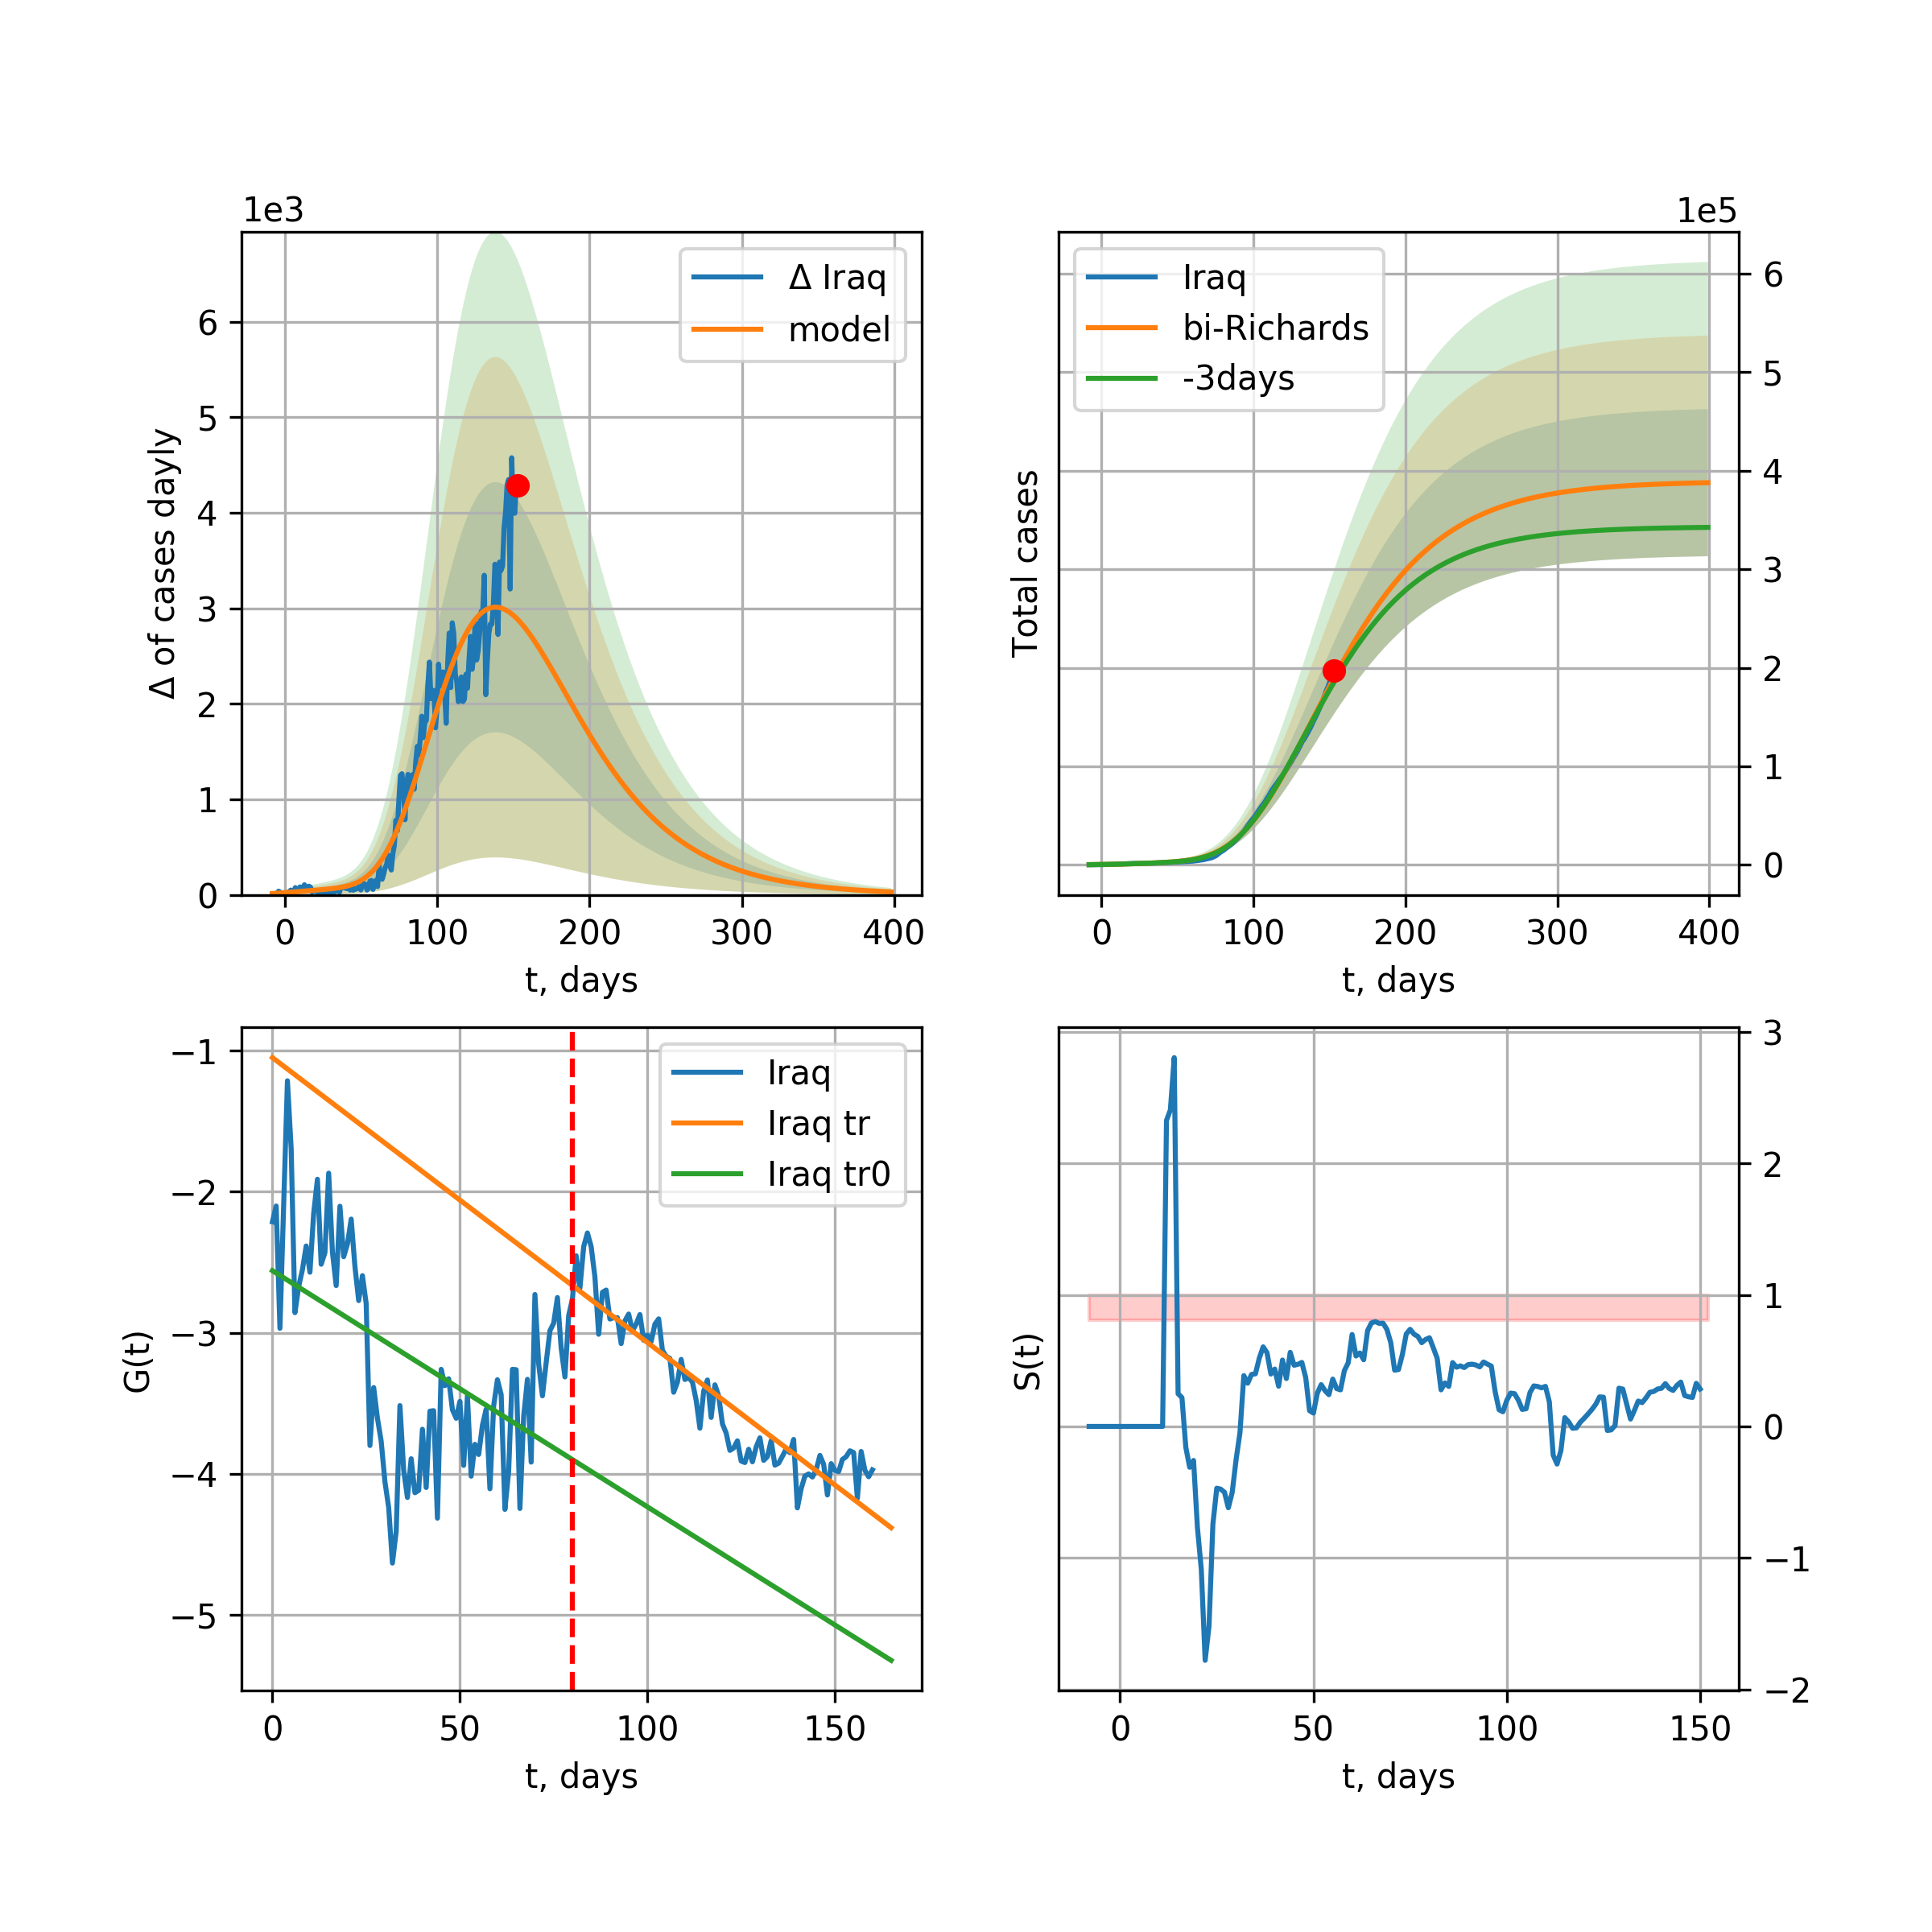 1e3
Δ of cases dayly
6
5
4
3
2
1
0
0 100 200 300 400
t, days
Δ Iraq
model
1e5
Total cases
6
5
4
3
2
1
0
0 100 200 300 400
t, days
Iraq
bi-Richards
-3days
G(t)
−1
−2
−3
−4
−5
0 50 100 150
t, days
Iraq
Iraq tr
Iraq tr0
S(t)
3
2
1
0
−1
−2
0 50 100 150
t, days